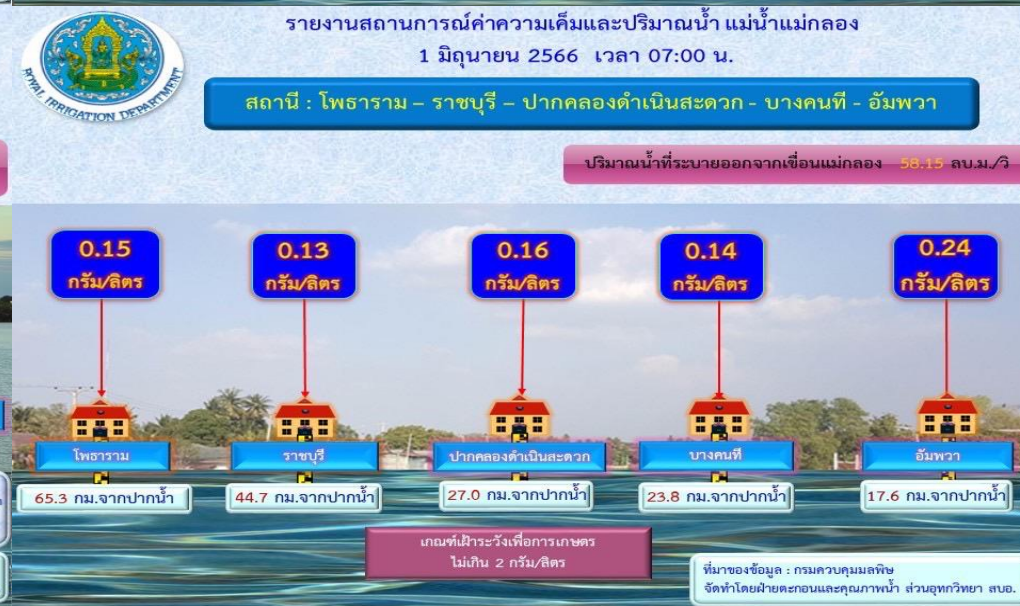 รายงานสถานการณ์ค่าความเค็มและปริมาณน้ำ แม่น้ำแม่กลอง
1 มิถุนายน 2566 เวลา 07:00 น.
ROYAL IRRIGATION DEPARTMENT
สถานี : โพธาราม – ราชบุรี – ปากคลองดำเนินสะดวก - บางคนที - อัมพวา
ปริมาณน้ำที่ระบายออกจากเขื่อนแม่กลอง 58.15 ลบ.ม./วิ
0.15 กรัม/ลิตร
0.13 กรัม/ลิตร
0.16 กรัม/ลิตร
0.14 กรัม/ลิตร
0.24 กรัม/ลิตร
โพธาราม
ราชบุรี
ปากคลองดำเนินสะดวก
บางคนที
อัมพวา
65.3 กม.จากปากน้ำ
44.7 กม.จากปากน้ำ
27.0 กม.จากปากน้ำ
23.8 กม.จากปากน้ำ
17.6 กม.จากปากน้ำ
เกณฑ์เฝ้าระวังเพื่อการเกษตร
ไม่เกิน 2 กรัม/ลิตร
ที่มาของข้อมูล : กรมควบคุมมลพิษ
จัดทำโดยฝ่ายตะกอนและคุณภาพน้ำ ส่วนอุทกวิทยา สบอ.